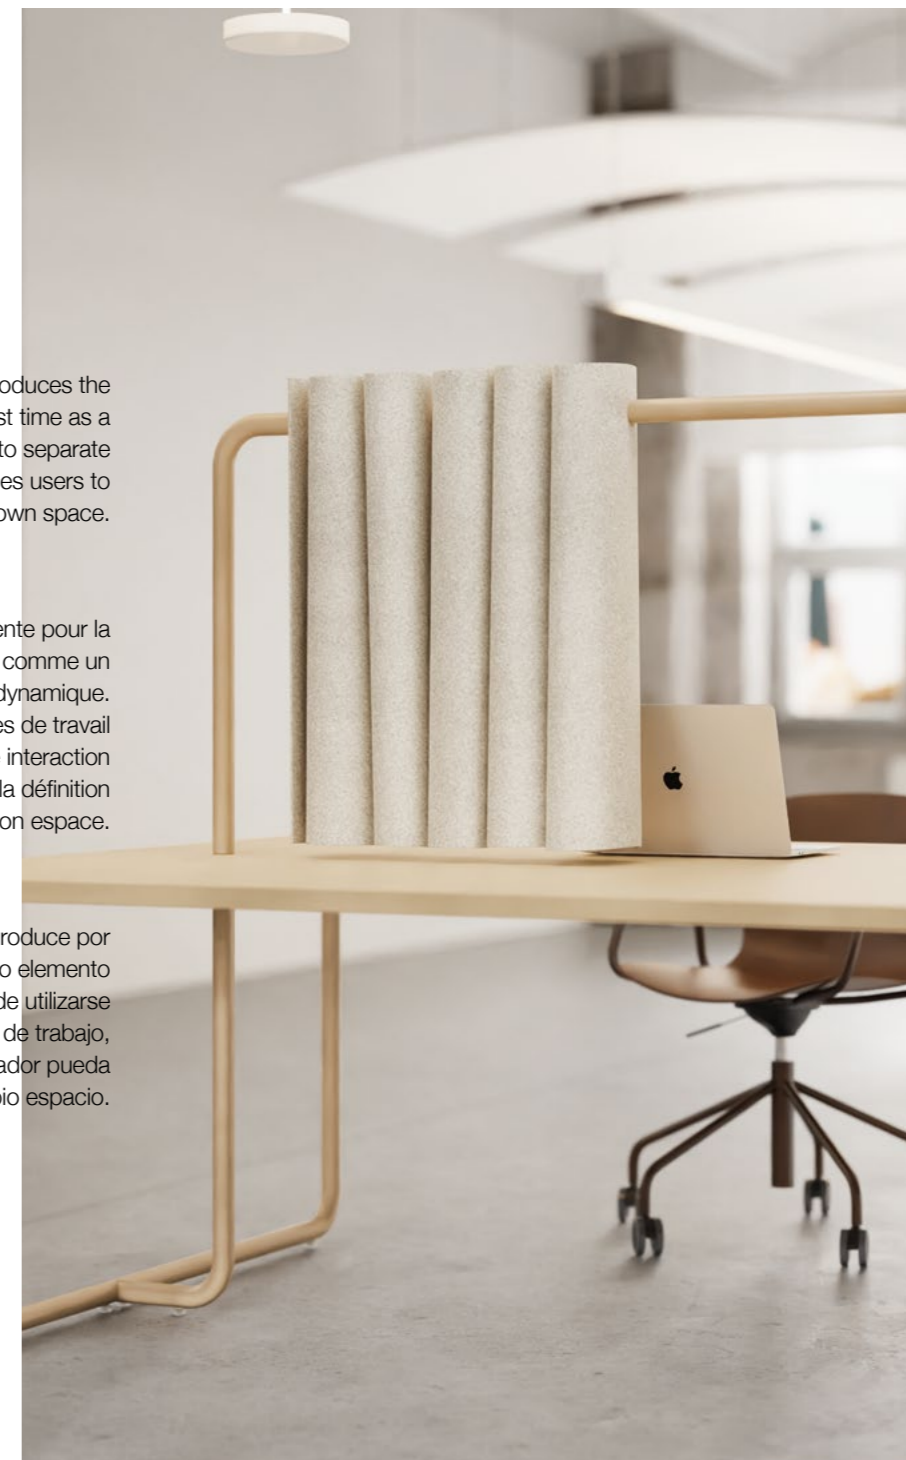 oduces the
st time as a
to separate
es users to
own space.
ente pour la
comme un
dynamique.
es de travail
interaction
la définition
on espace.
roduce por
o elemento
de utilizarse
de trabajo,
ador pueda
io espacio.